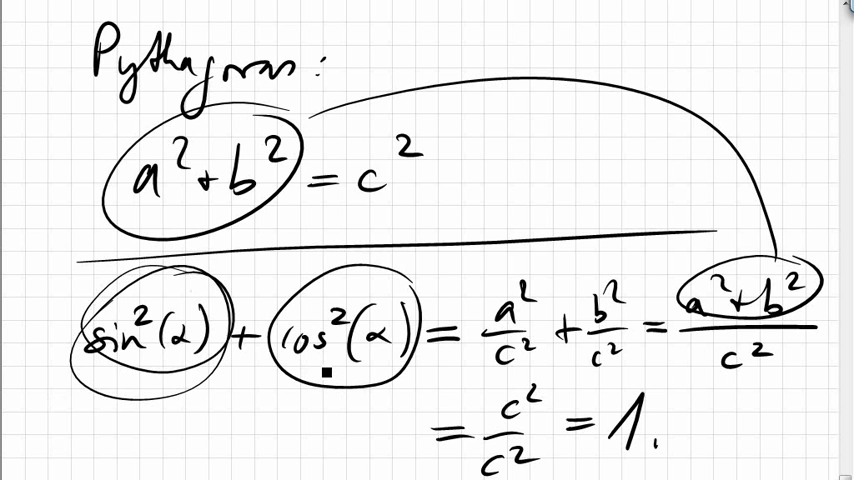 Pythagoras:
a² + b² = c²
sin²(α) + cos²(α) = a²/c² + b²/c² = (a² + b²)/c²
= c²/c² = 1.